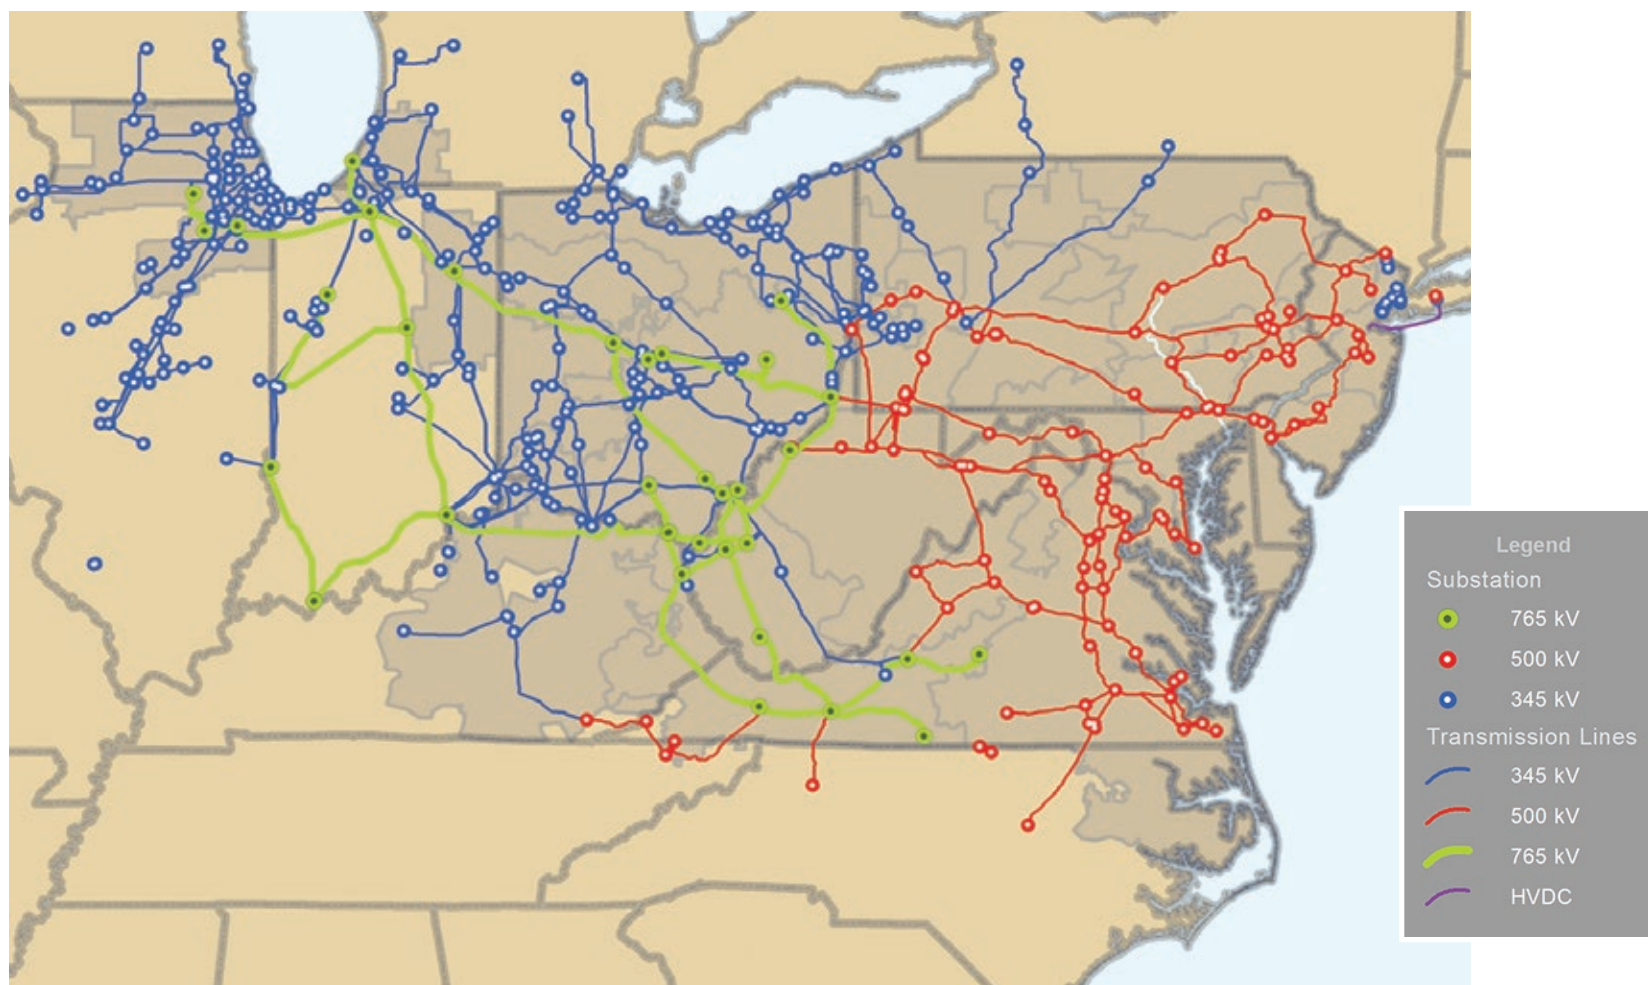 Legend
Substation
765 kV
500 kV
345 kV
Transmission Lines
345 kV
500 kV
765 kV
HVDC